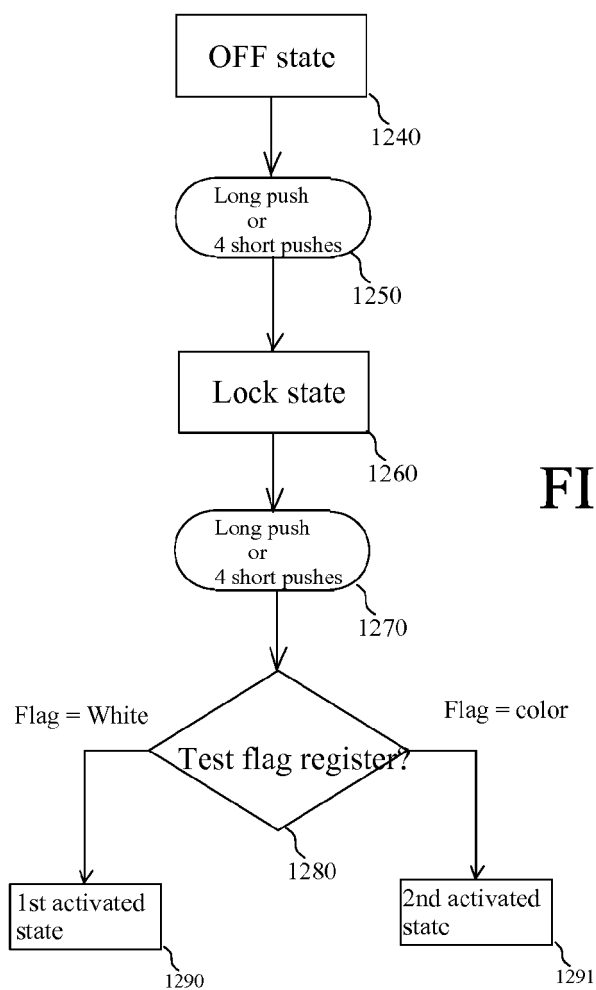 OFF state
1240
Long push
or
4 short pushes
1250
Lock state
1260
FI
Long push
or
4 short pushes
1270
Flag = White
Flag = color
Test flag register?
1280
1st activated
state
1290
2nd activated
state
1291